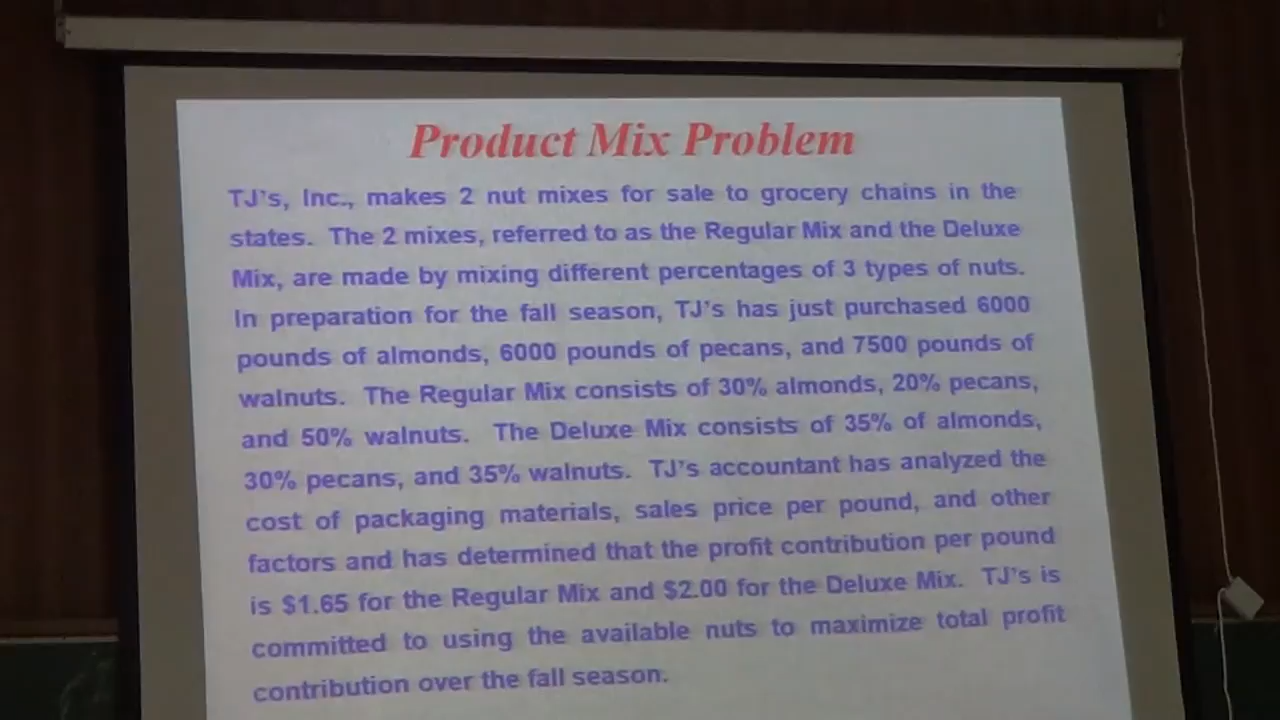 Product Mix Problem
TJ's, Inc., makes 2 nut mixes for sale to grocery chains in the
states. The 2 mixes, referred to as the Regular Mix and the Deluxe
Mix, are made by mixing different percentages of 3 types of nuts.
In preparation for the fall season, TJ's has just purchased 6000
pounds of almonds, 6000 pounds of pecans, and 7500 pounds of
walnuts. The Regular Mix consists of 30% almonds, 20% pecans,
and 50% walnuts. The Deluxe Mix consists of 35% of almonds,
30% pecans, and 35% walnuts. TJ's accountant has analyzed the
cost of packaging materials, sales price per pound, and other
factors and has determined that the profit contribution per pound
is $1.65 for the Regular Mix and $2.00 for the Deluxe Mix. TJ's is
committed to using the available nuts to maximize total profit
contribution over the fall season.